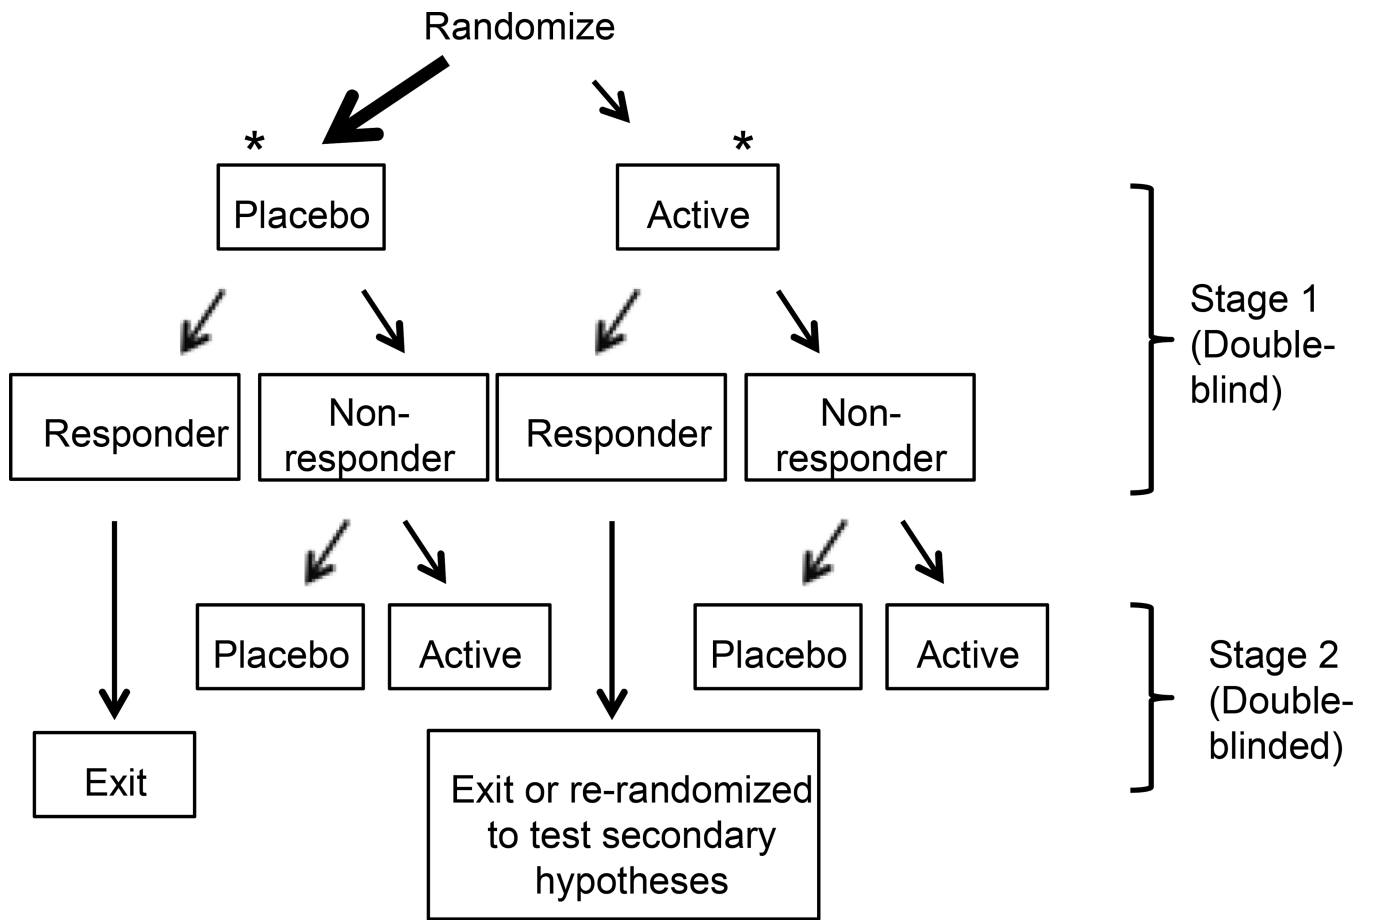 Randomize
*
*
Placebo
Active
Stage 1
(Double-
blind)
Responder
Non-
responder
Responder
Non-
responder
Placebo
Active
Placebo
Active
Stage 2
(Double-
blinded)
Exit
Exit or re-randomized
to test secondary
hypotheses